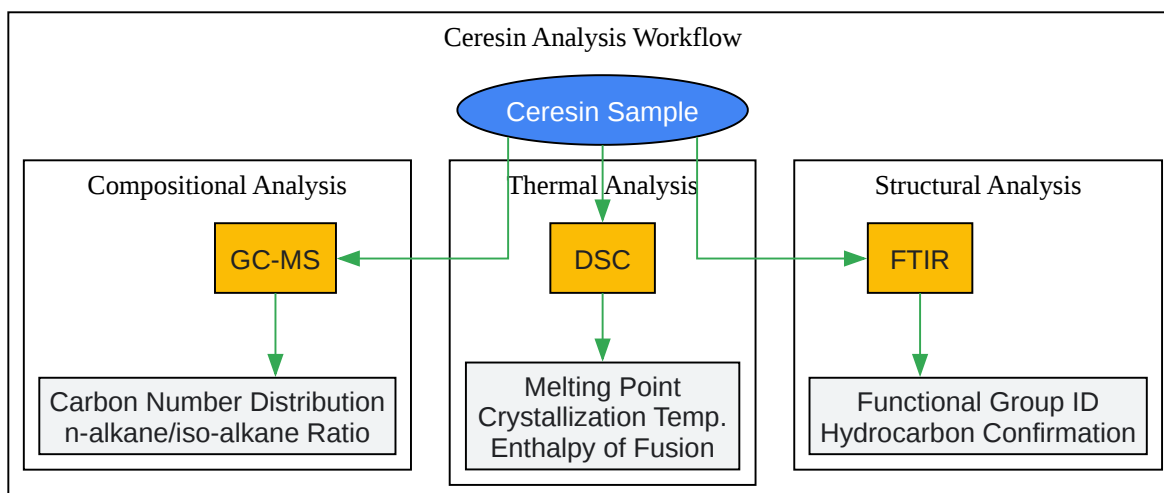 Ceresin Analysis Workflow
Ceresin Sample
Compositional Analysis
Thermal Analysis
Structural Analysis
GC-MS
DSC
FTIR
Carbon Number Distribution
n-alkane/iso-alkane Ratio
Melting Point
Crystallization Temp.
Enthalpy of Fusion
Functional Group ID
Hydrocarbon Confirmation